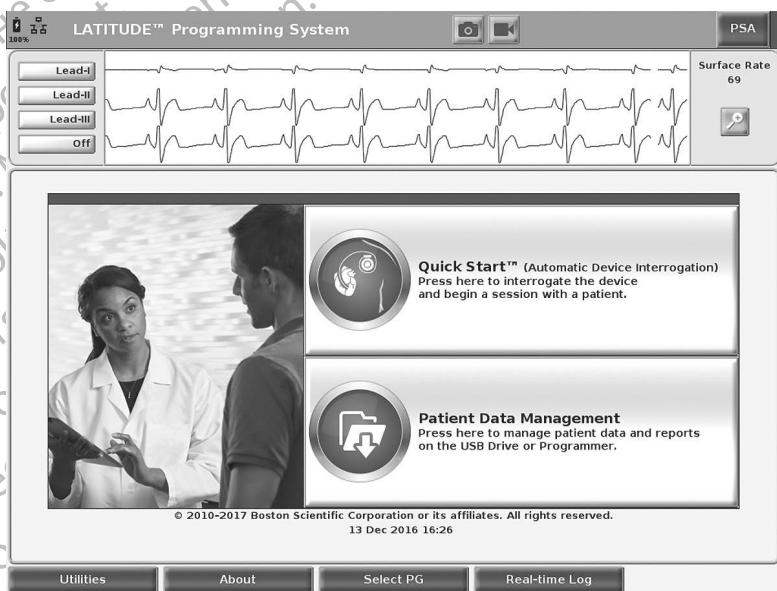 100%
LATITUDE™ Programming System
PSA
Lead-I
Lead-II
Lead-III
Off
Surface Rate
69
Quick Start™ (Automatic Device Interrogation)
Press here to interrogate the device
and begin a session with a patient.
Patient Data Management
Press here to manage patient data and reports
on the USB Drive or Programmer.
© 2010-2017 Boston Scientific Corporation or its affiliates. All rights reserved.
13 Dec 2016 16:26
Utilities
About
Select PG
Real-time Log